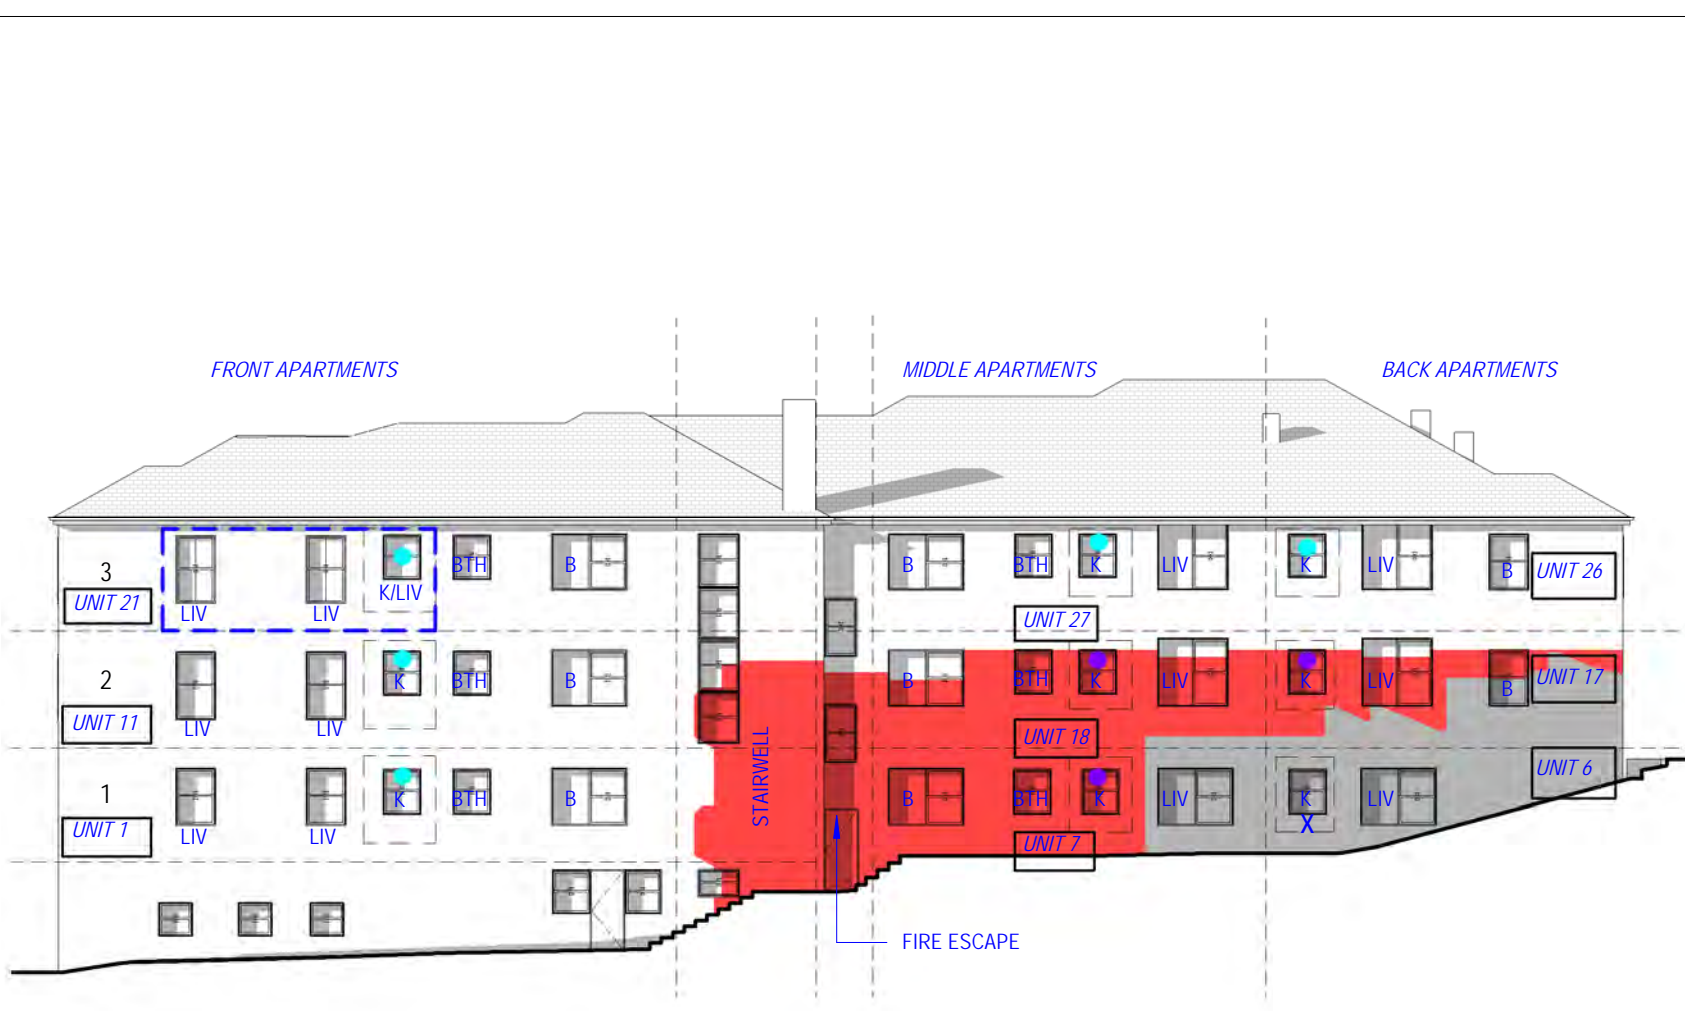 FRONT APARTMENTS
MIDDLE APARTMENTS
BACK APARTMENTS
3
UNIT 21
LIV
LIV
K/LIV
BTH
B
B
BTH
K
LIV
K
LIV
B
UNIT 26
UNIT 27
2
UNIT 11
LIV
LIV
K
BTH
B
B
BTH
K
LIV
K
LIV
B
UNIT 17
UNIT 18
STAIRWELL
1
UNIT 1
LIV
LIV
K
BTH
B
B
BTH
K
LIV
K
X
LIV
UNIT 6
UNIT 7
FIRE ESCAPE